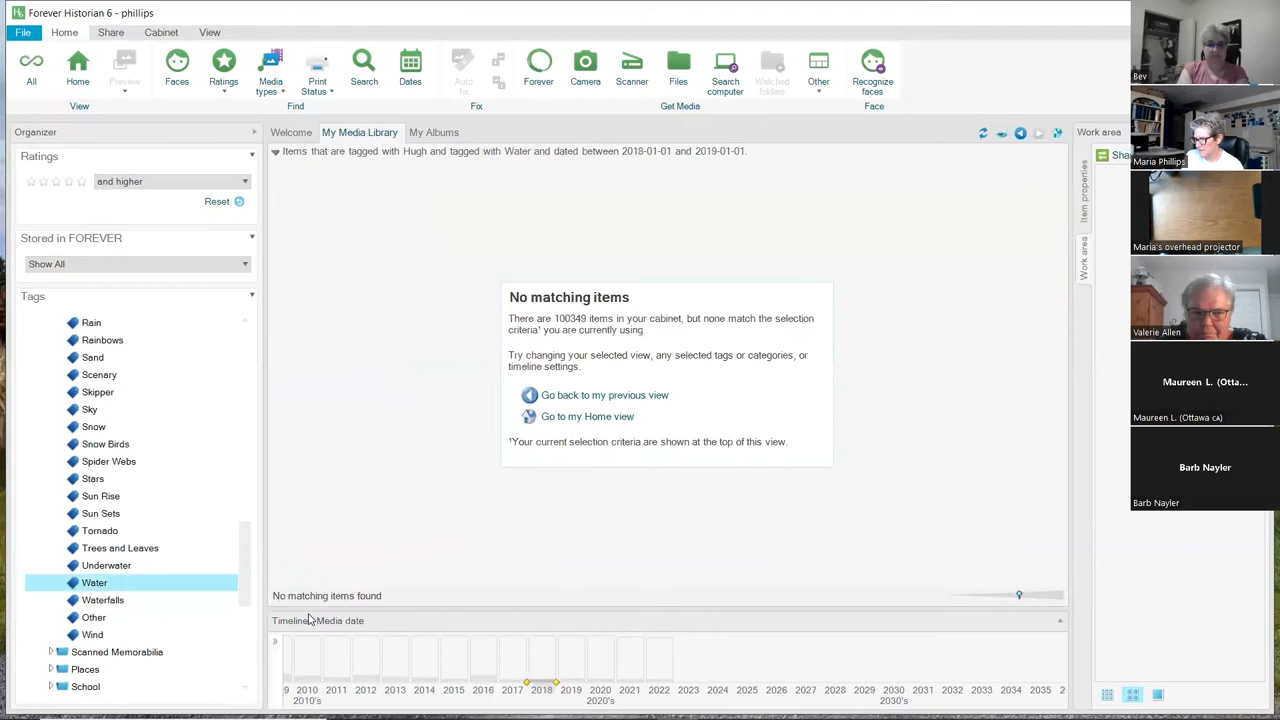 Forever Historian 6 - phillips
File Home Share Cabinet View
All Home Preview Faces Ratings Media types Print Status Search Dates Auto fix Forever Camera Scanner Files Search computer Watched folders Other Recognize faces
View Find Fix Get Media Face
Organizer
Ratings
and higher
Reset
Stored in FOREVER
Show All
Tags
Rain
Rainbows
Sand
Scenary
Skipper
Sky
Snow
Snow Birds
Spider Webs
Stars
Sun Rise
Sun Sets
Tornado
Trees and Leaves
Underwater
Water
Waterfalls
Other
Wind
Scanned Memorabilia
Places
School
Welcome My Media Library My Albums
Items that are tagged with Hugh and tagged with Water and dated between 2018-01-01 and 2019-01-01.
No matching items
There are 100349 items in your cabinet, but none match the selection
criteria¹ you are currently using.
Try changing your selected view, any selected tags or categories, or
timeline settings.
Go back to my previous view
Go to my Home view
¹Your current selection criteria are shown at the top of this view.
No matching items found
Timeline: Media date
9 2010 2011 2012 2013 2014 2015 2016 2017 2018 2019 2020 2021 2022 2023 2024 2025 2026 2027 2028 2029 2030 2031 2032 2033 2034 2035 2
2010's 2020's 2030's
Work area
Shar
Item properties
Work area
Bev
Maria Phillips
Maria's overhead projector
Valerie Allen
Maureen L. (Otta...
Maureen L. (Ottawa CA)
Barb Nayler
Barb Nayler